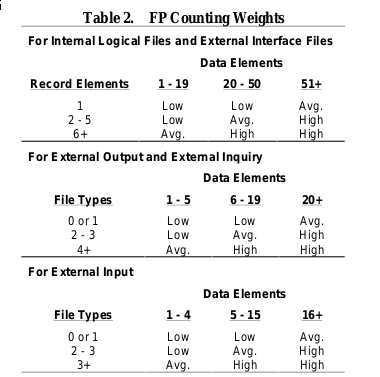 Table 2. FP Counting Weights
For Internal Logical Files and External Interface Files
Data Elements
Record Elements 1 - 19 20 - 50 51+
1 Low Low Avg.
2 - 5 Low Avg. High
6+ Avg. High High
For External Output and External Inquiry
Data Elements
File Types 1 - 5 6 - 19 20+
0 or 1 Low Low Avg.
2 - 3 Low Avg. High
4+ Avg. High High
For External Input
Data Elements
File Types 1 - 4 5 - 15 16+
0 or 1 Low Low Avg.
2 - 3 Low Avg. High
3+ Avg. High High